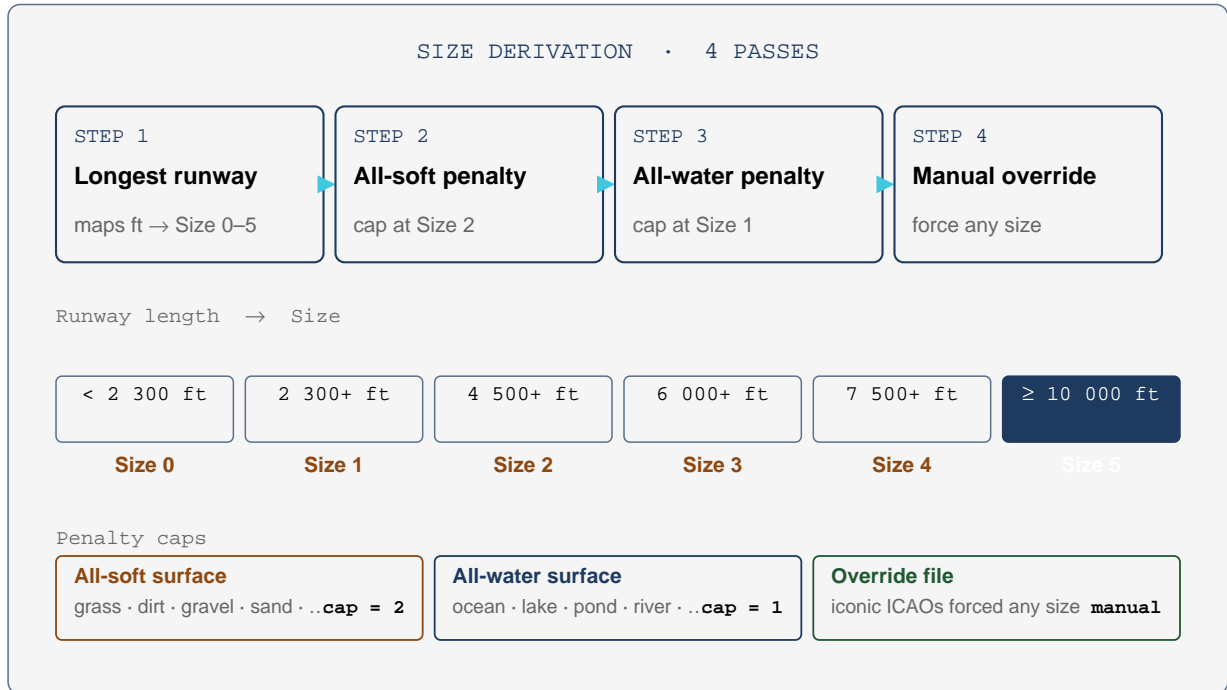 SIZE DERIVATION · 4 PASSES
STEP 1
Longest runway
maps ft → Size 0–5
STEP 2
All-soft penalty
cap at Size 2
STEP 3
All-water penalty
cap at Size 1
STEP 4
Manual override
force any size
Runway length → Size
< 2 300 ft
2 300+ ft
4 500+ ft
6 000+ ft
7 500+ ft
≥ 10 000 ft
Size 0
Size 1
Size 2
Size 3
Size 4
Size 5
Penalty caps
All-soft surface
grass · dirt · gravel · sand · ..cap = 2
All-water surface
ocean · lake · pond · river · ..cap = 1
Override file
iconic ICAOs forced any size manual